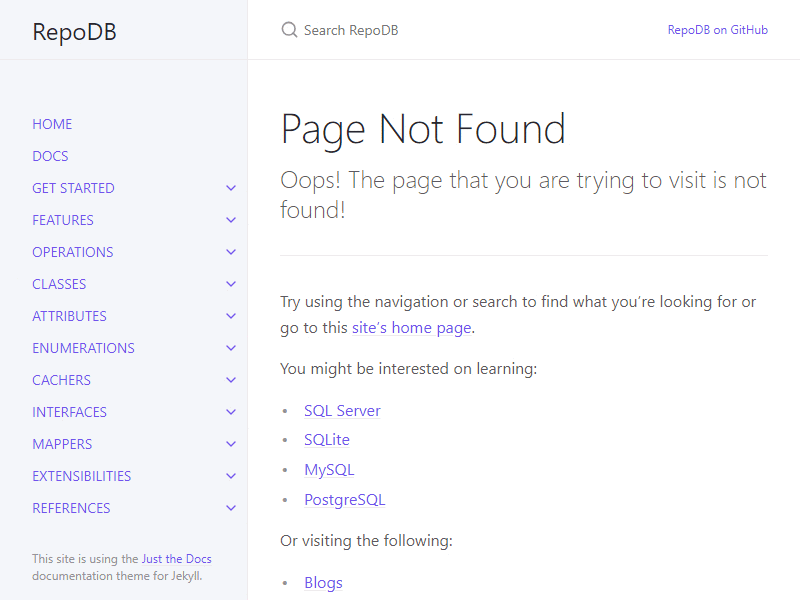 RepoDB
Search RepoDB
RepoDB on GitHub
HOME
DOCS
GET STARTED
FEATURES
OPERATIONS
CLASSES
ATTRIBUTES
ENUMERATIONS
CACHERS
INTERFACES
MAPPERS
EXTENSIBILITIES
REFERENCES
This site is using the Just the Docs
documentation theme for Jekyll.
Page Not Found
Oops! The page that you are trying to visit is not
found!
Try using the navigation or search to find what you’re looking for or
go to this site’s home page.
You might be interested on learning:
• SQL Server
• SQLite
• MySQL
• PostgreSQL
Or visiting the following:
• Blogs